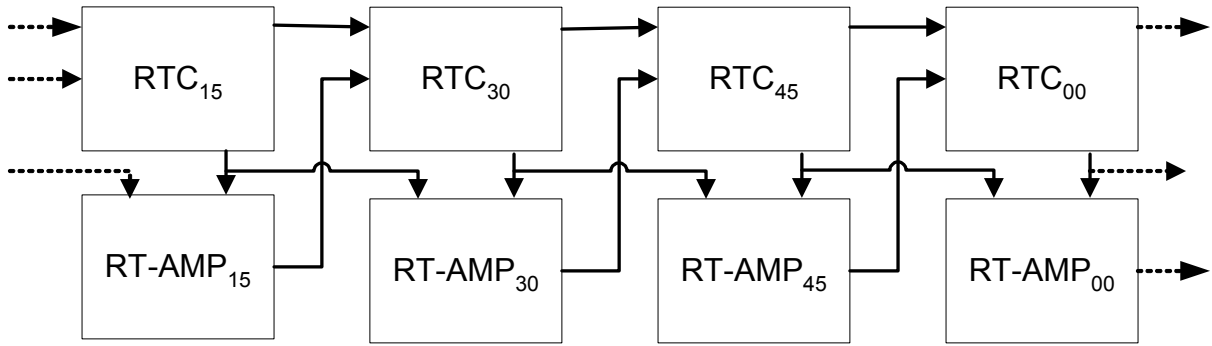 RTC15 RTC30 RTC45 RTC00
RT-AMP15 RT-AMP30 RT-AMP45 RT-AMP00